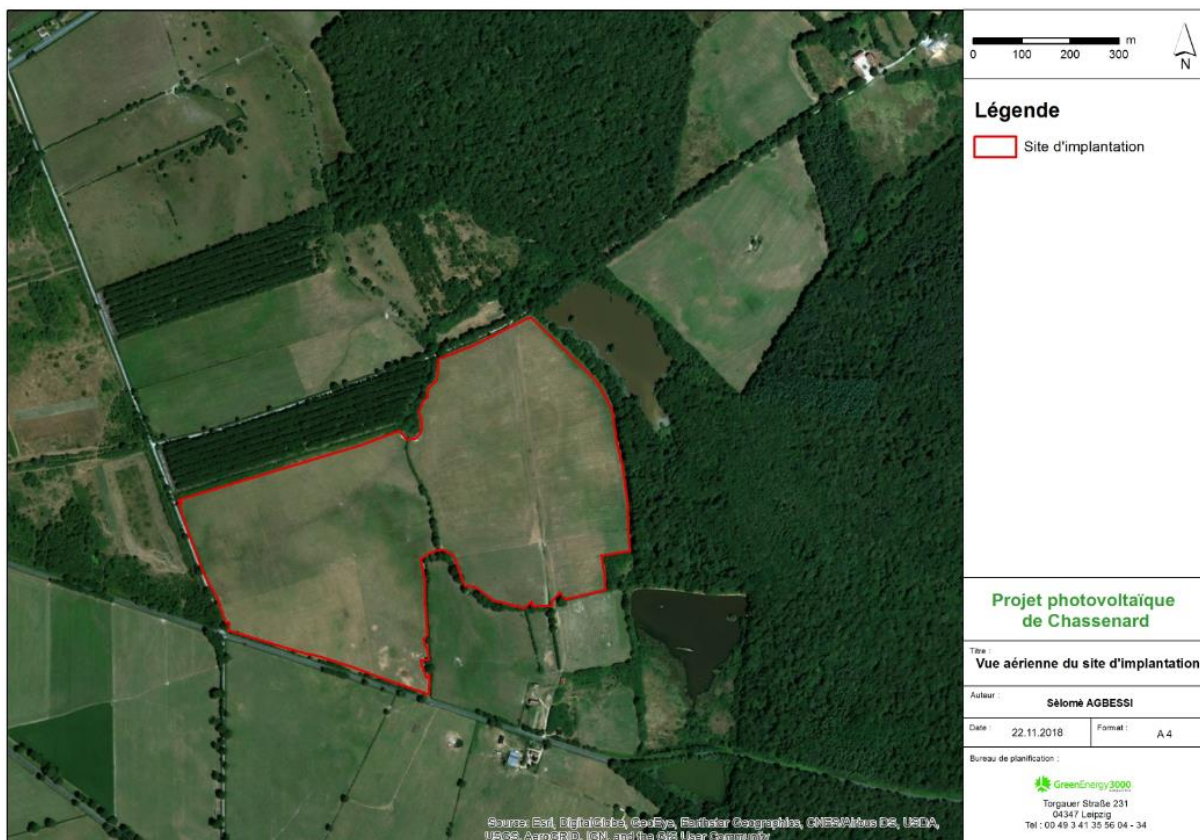 m
0 100 200 300
N
Légende
Site d'implantation
Projet photovoltaïque
de Chassenard
Titre :
Vue aérienne du site d'implantation
Auteur :
Sèlomè AGBESSI
Date : 22.11.2018 Format : A 4
Bureau de planification :
GreenEnergy3000
Torgauer Straße 231
04347 Leipzig
Tel : 00 49 3 41 35 56 04 - 34
Source: Esri, DigitalGlobe, GeoEye, Earthstar Geographics, CNES/Airbus DS, USDA,
USGS, AeroGRID, IGN, and the GIS User Community